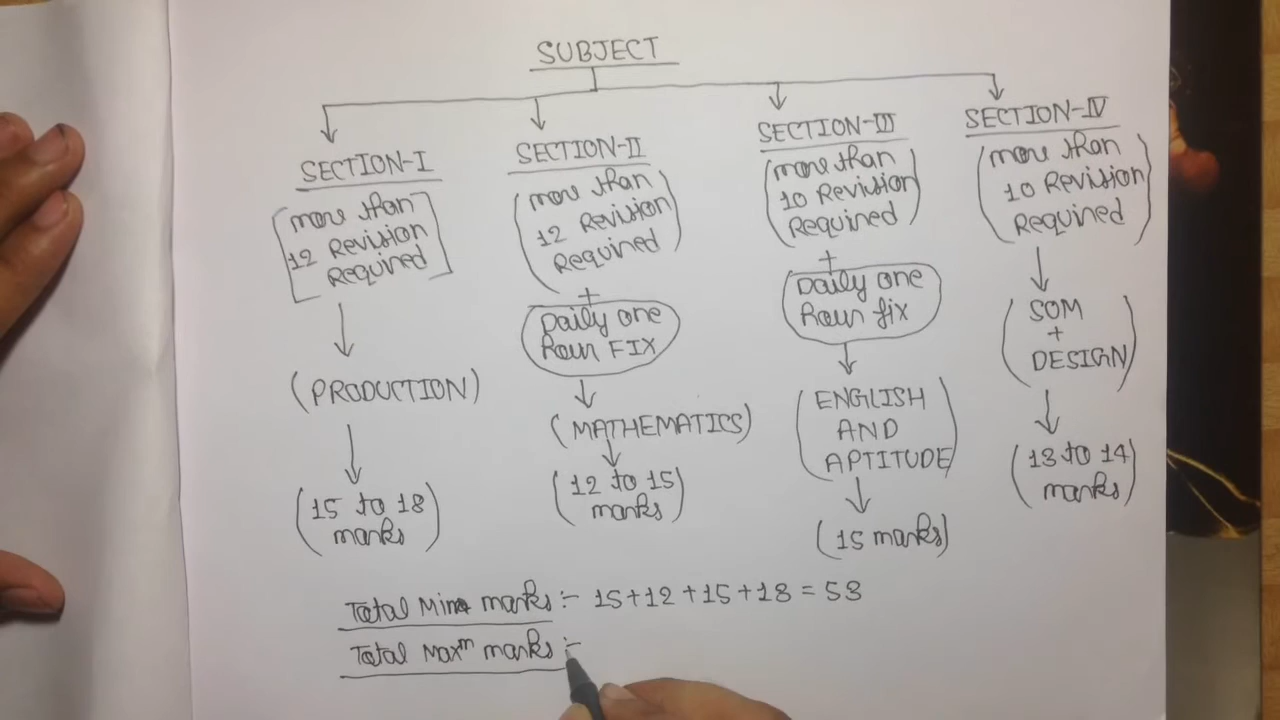 SUBJECT
SECTION-I
more than
12 Revision
Required
(PRODUCTION)
15 to 18
marks
SECTION-II
more than
12 Revision
Required
+
Daily one
Hour FIX
(MATHEMATICS)
12 to 15
marks
SECTION-III
more than
10 Revision
Required
+
Daily one
Hour fix
ENGLISH
AND
APTITUDE
(15 marks)
SECTION-IV
(more than
10 Revision
Required)
SOM
+
DESIGN
13 to 14
marks
Total Min marks :- 15+12+15+13 = 53
Total Maxm marks :-